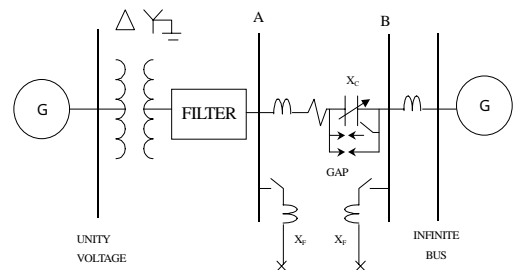 A
B
G
FILTER
X_C
G
GAP
UNITY
VOLTAGE
X_F
X_F
INFINITE
BUS